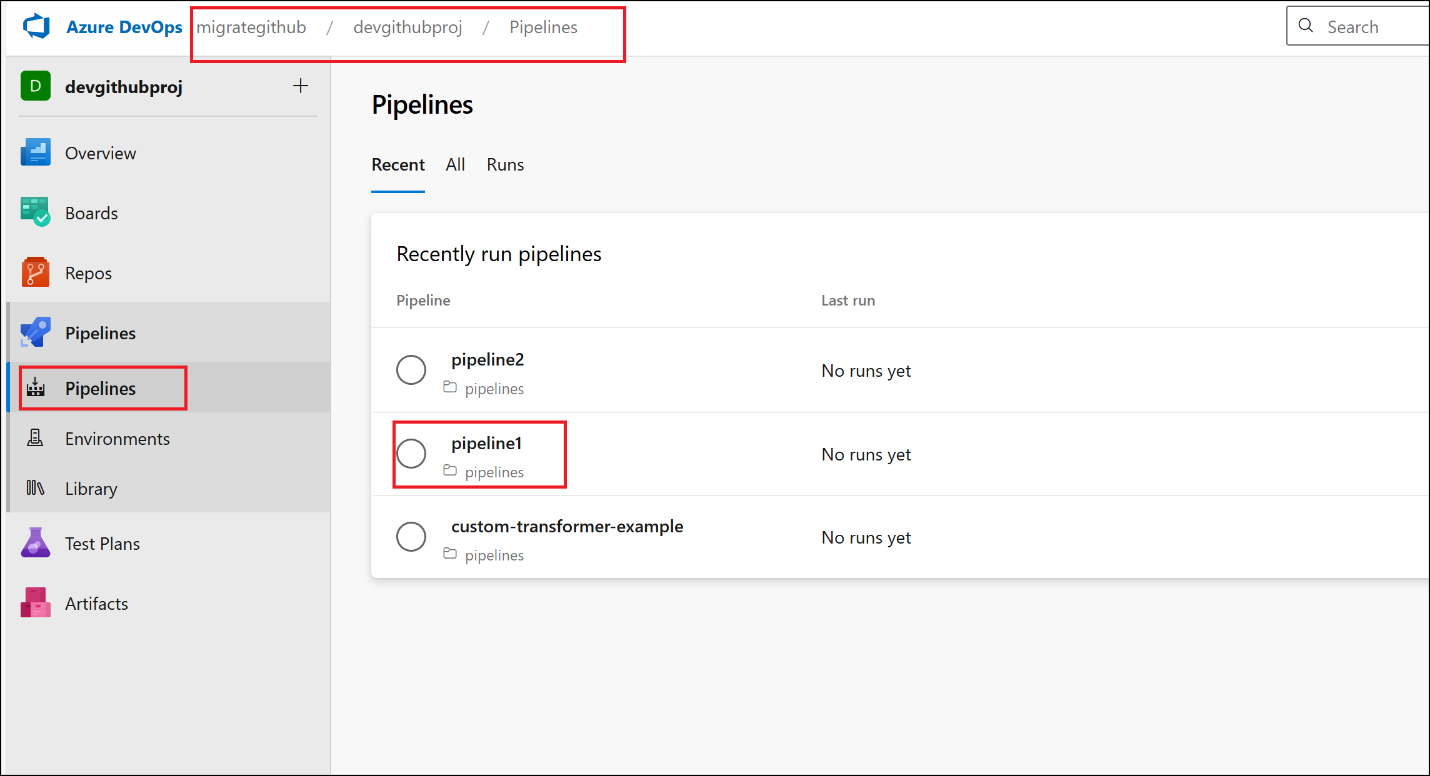 Azure DevOps migrategithub / devgithubproj / Pipelines Search
D devgithubproj +
Overview
Boards
Repos
Pipelines
Pipelines
Environments
Library
Test Plans
Artifacts
Pipelines
Recent All Runs
Recently run pipelines
Pipeline Last run
pipeline2
pipelines
No runs yet
pipeline1
pipelines
No runs yet
custom-transformer-example
pipelines
No runs yet